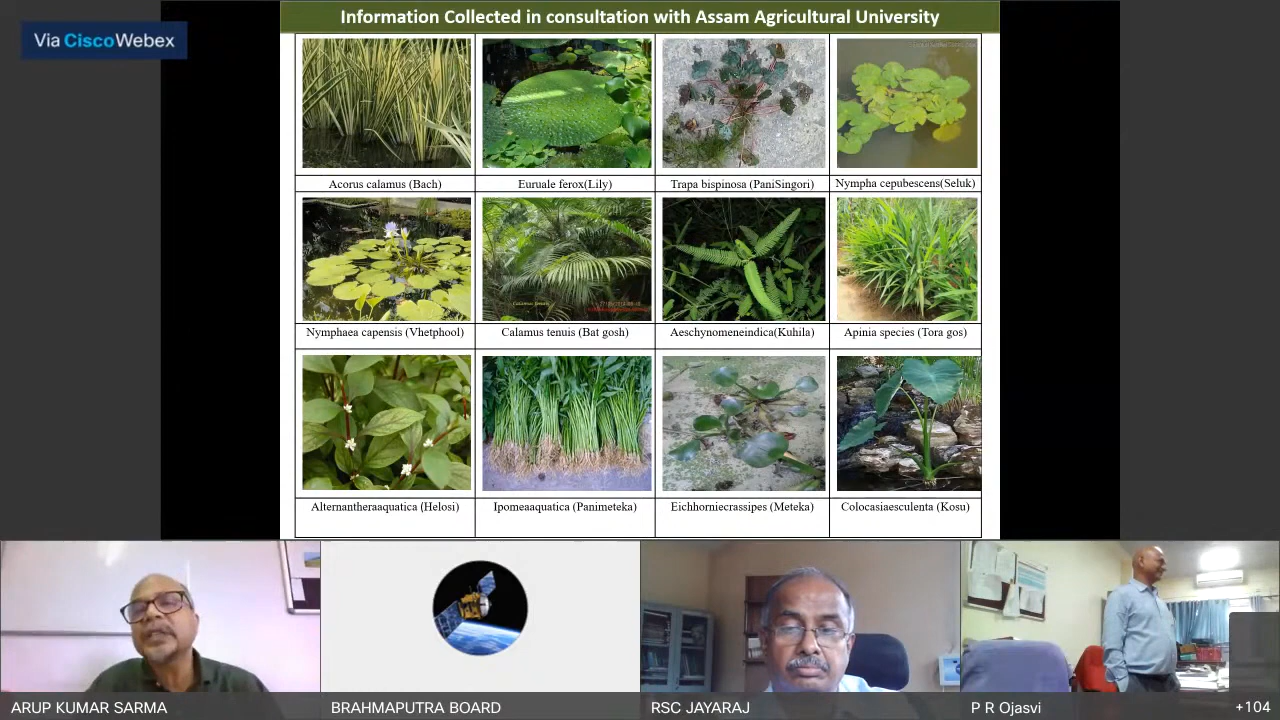 Via Cisco Webex
Information Collected in consultation with Assam Agricultural University
Acorus calamus (Bach)
Euruale ferox(Lily)
Trapa bispinosa (PaniSingori)
Nympha cepubescens(Seluk)
Nymphaea capensis (Vhetphool)
Calamus tenuis (Bat gosh)
Aeschynomeneindica(Kuhila)
Apinia species (Tora gos)
Alternantheraaquatica (Helosi)
Ipomeaaquatica (Panimeteka)
Eichhorniecrassipes (Meteka)
Colocasiaesculenta (Kosu)
ARUP KUMAR SARMA
BRAHMAPUTRA BOARD
RSC JAYARAJ
P R Ojasvi
+104